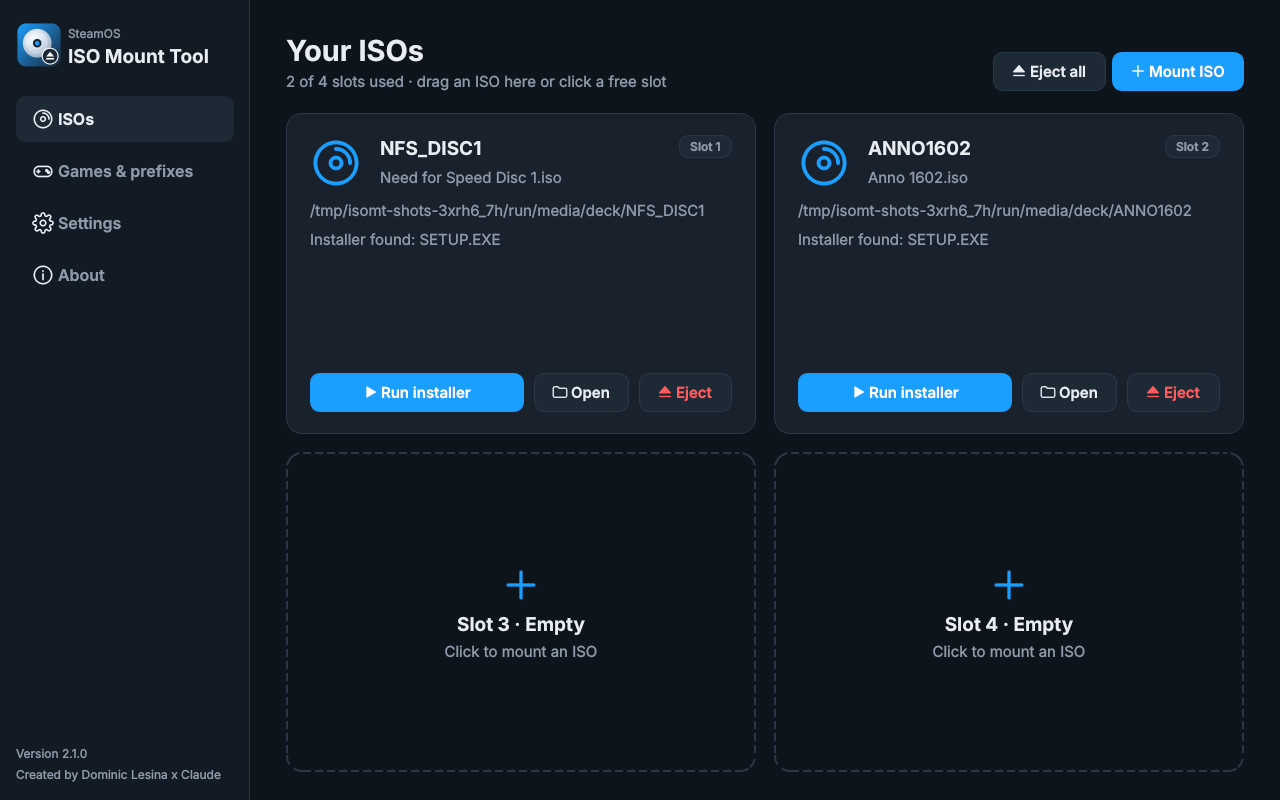 SteamOS
ISO Mount Tool
ISOs
Games & prefixes
Settings
About
Version 2.1.0
Created by Dominic Lesina x Claude
Your ISOs
2 of 4 slots used · drag an ISO here or click a free slot
Eject all
Mount ISO
NFS_DISC1
Slot 1
Need for Speed Disc 1.iso
/tmp/isomt-shots-3xrh6_7h/run/media/deck/NFS_DISC1
Installer found: SETUP.EXE
Run installer
Open
Eject
ANNO1602
Slot 2
Anno 1602.iso
/tmp/isomt-shots-3xrh6_7h/run/media/deck/ANNO1602
Installer found: SETUP.EXE
Run installer
Open
Eject
Slot 3 · Empty
Click to mount an ISO
Slot 4 · Empty
Click to mount an ISO